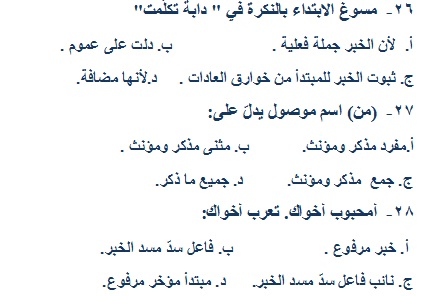 ٢٦- مسوغ الابتداء بالنكرة في " دابة تكلّمت"
أ. لأن الخبر جملة فعلية . ب. دلت على عموم .
ج. ثبوت الخبر للمبتدأ من خوارق العادات . د.لأنها مضافة.
٢٧- (من) اسم موصول يدلّ على:
أ.مفرد مذكر ومؤنث. ب. مثنى مذكر ومؤنث .
ج. جمع مذكر ومؤنث. د. جميع ما ذكر.
٢٨- أمحبوب أخواك. تعرب أخواك:
أ. خبر مرفوع . ب. فاعل سدّ مسد الخبر.
ج. نائب فاعل سدّ مسد الخبر. د. مبتدأ مؤخر مرفوع.